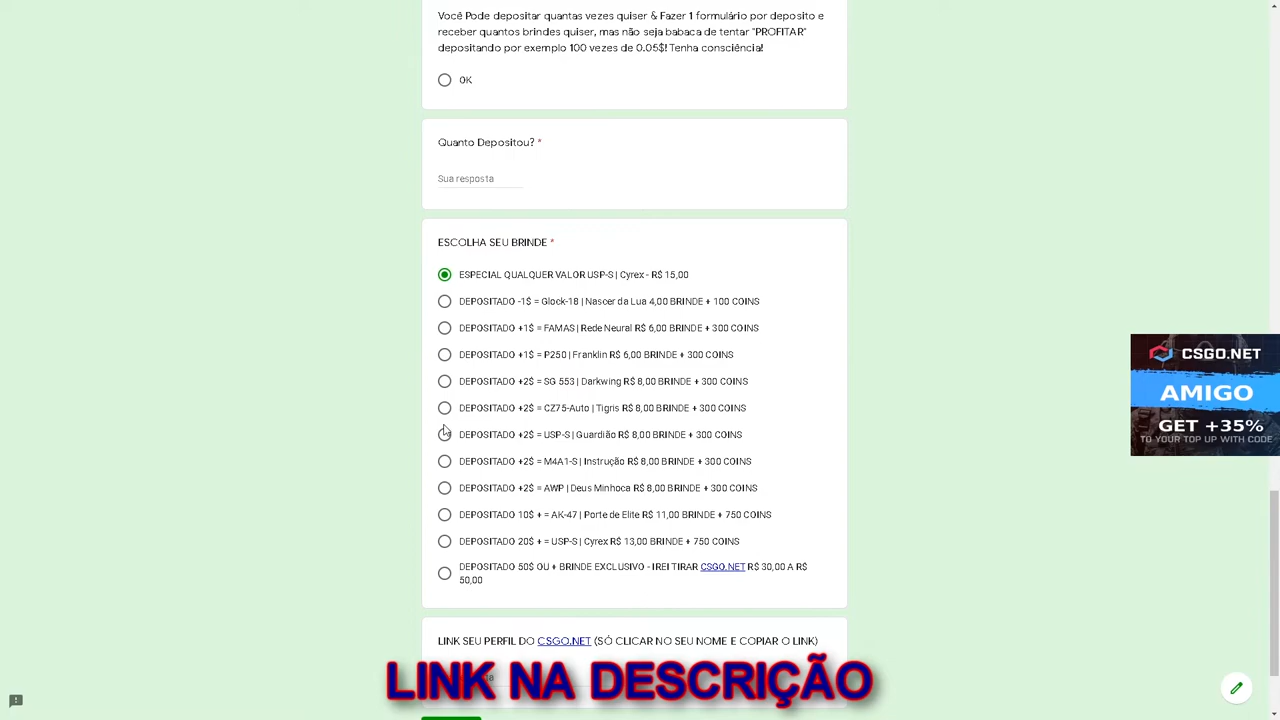 Você Pode depositar quantas vezes quiser & Fazer 1 formulário por deposito e
receber quantos brindes quiser, mas não seja babaca de tentar "PROFITAR"
depositando por exemplo 100 vezes de 0.05$! Tenha consciência!
OK
Quanto Depositou? *
Sua resposta
ESCOLHA SEU BRINDE *
ESPECIAL QUALQUER VALOR USP-S | Cyrex - R$ 15,00
DEPOSITADO -1$ = Glock-18 | Nascer da Lua 4,00 BRINDE + 100 COINS
DEPOSITADO +1$ = FAMAS | Rede Neural R$ 6,00 BRINDE + 300 COINS
DEPOSITADO +1$ = P250 | Franklin R$ 6,00 BRINDE + 300 COINS
DEPOSITADO +2$ = SG 553 | Darkwing R$ 8,00 BRINDE + 300 COINS
DEPOSITADO +2$ = CZ75-Auto | Tigris R$ 8,00 BRINDE + 300 COINS
DEPOSITADO +2$ = USP-S | Guardião R$ 8,00 BRINDE + 300 COINS
DEPOSITADO +2$ = M4A1-S | Instrução R$ 8,00 BRINDE + 300 COINS
DEPOSITADO +2$ = AWP | Deus Minhoca R$ 8,00 BRINDE + 300 COINS
DEPOSITADO 10$ + = AK-47 | Porte de Elite R$ 11,00 BRINDE + 750 COINS
DEPOSITADO 20$ + = USP-S | Cyrex R$ 13,00 BRINDE + 750 COINS
DEPOSITADO 50$ OU + BRINDE EXCLUSIVO - IREI TIRAR CSGO.NET R$ 30,00 A R$
50,00
LINK SEU PERFIL DO CSGO.NET (SÓ CLICAR NO SEU NOME E COPIAR O LINK)
LINK NA DESCRIÇÃO
CSGO.NET
AMIGO
GET +35%
TO YOUR TOP UP WITH CODE